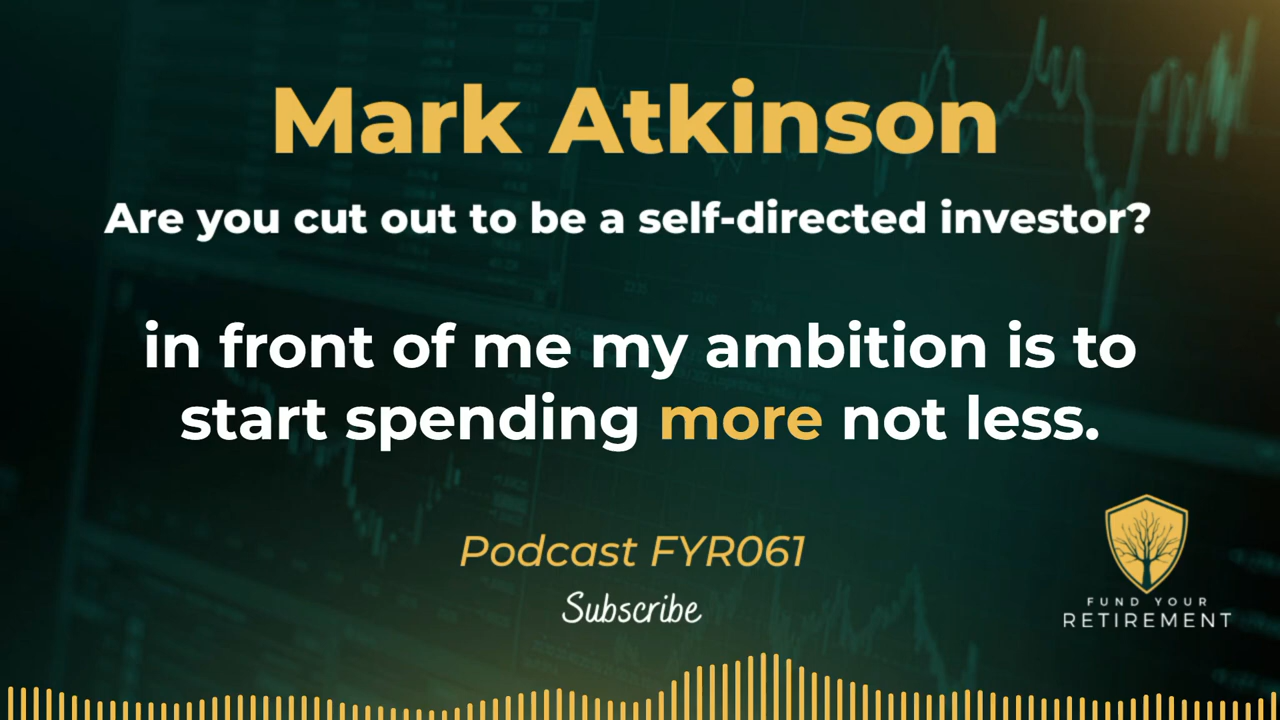 Mark Atkinson
Are you cut out to be a self-directed investor?
in front of me my ambition is to
start spending more not less.
Podcast FYR061
Subscribe
FUND YOUR
RETIREMENT